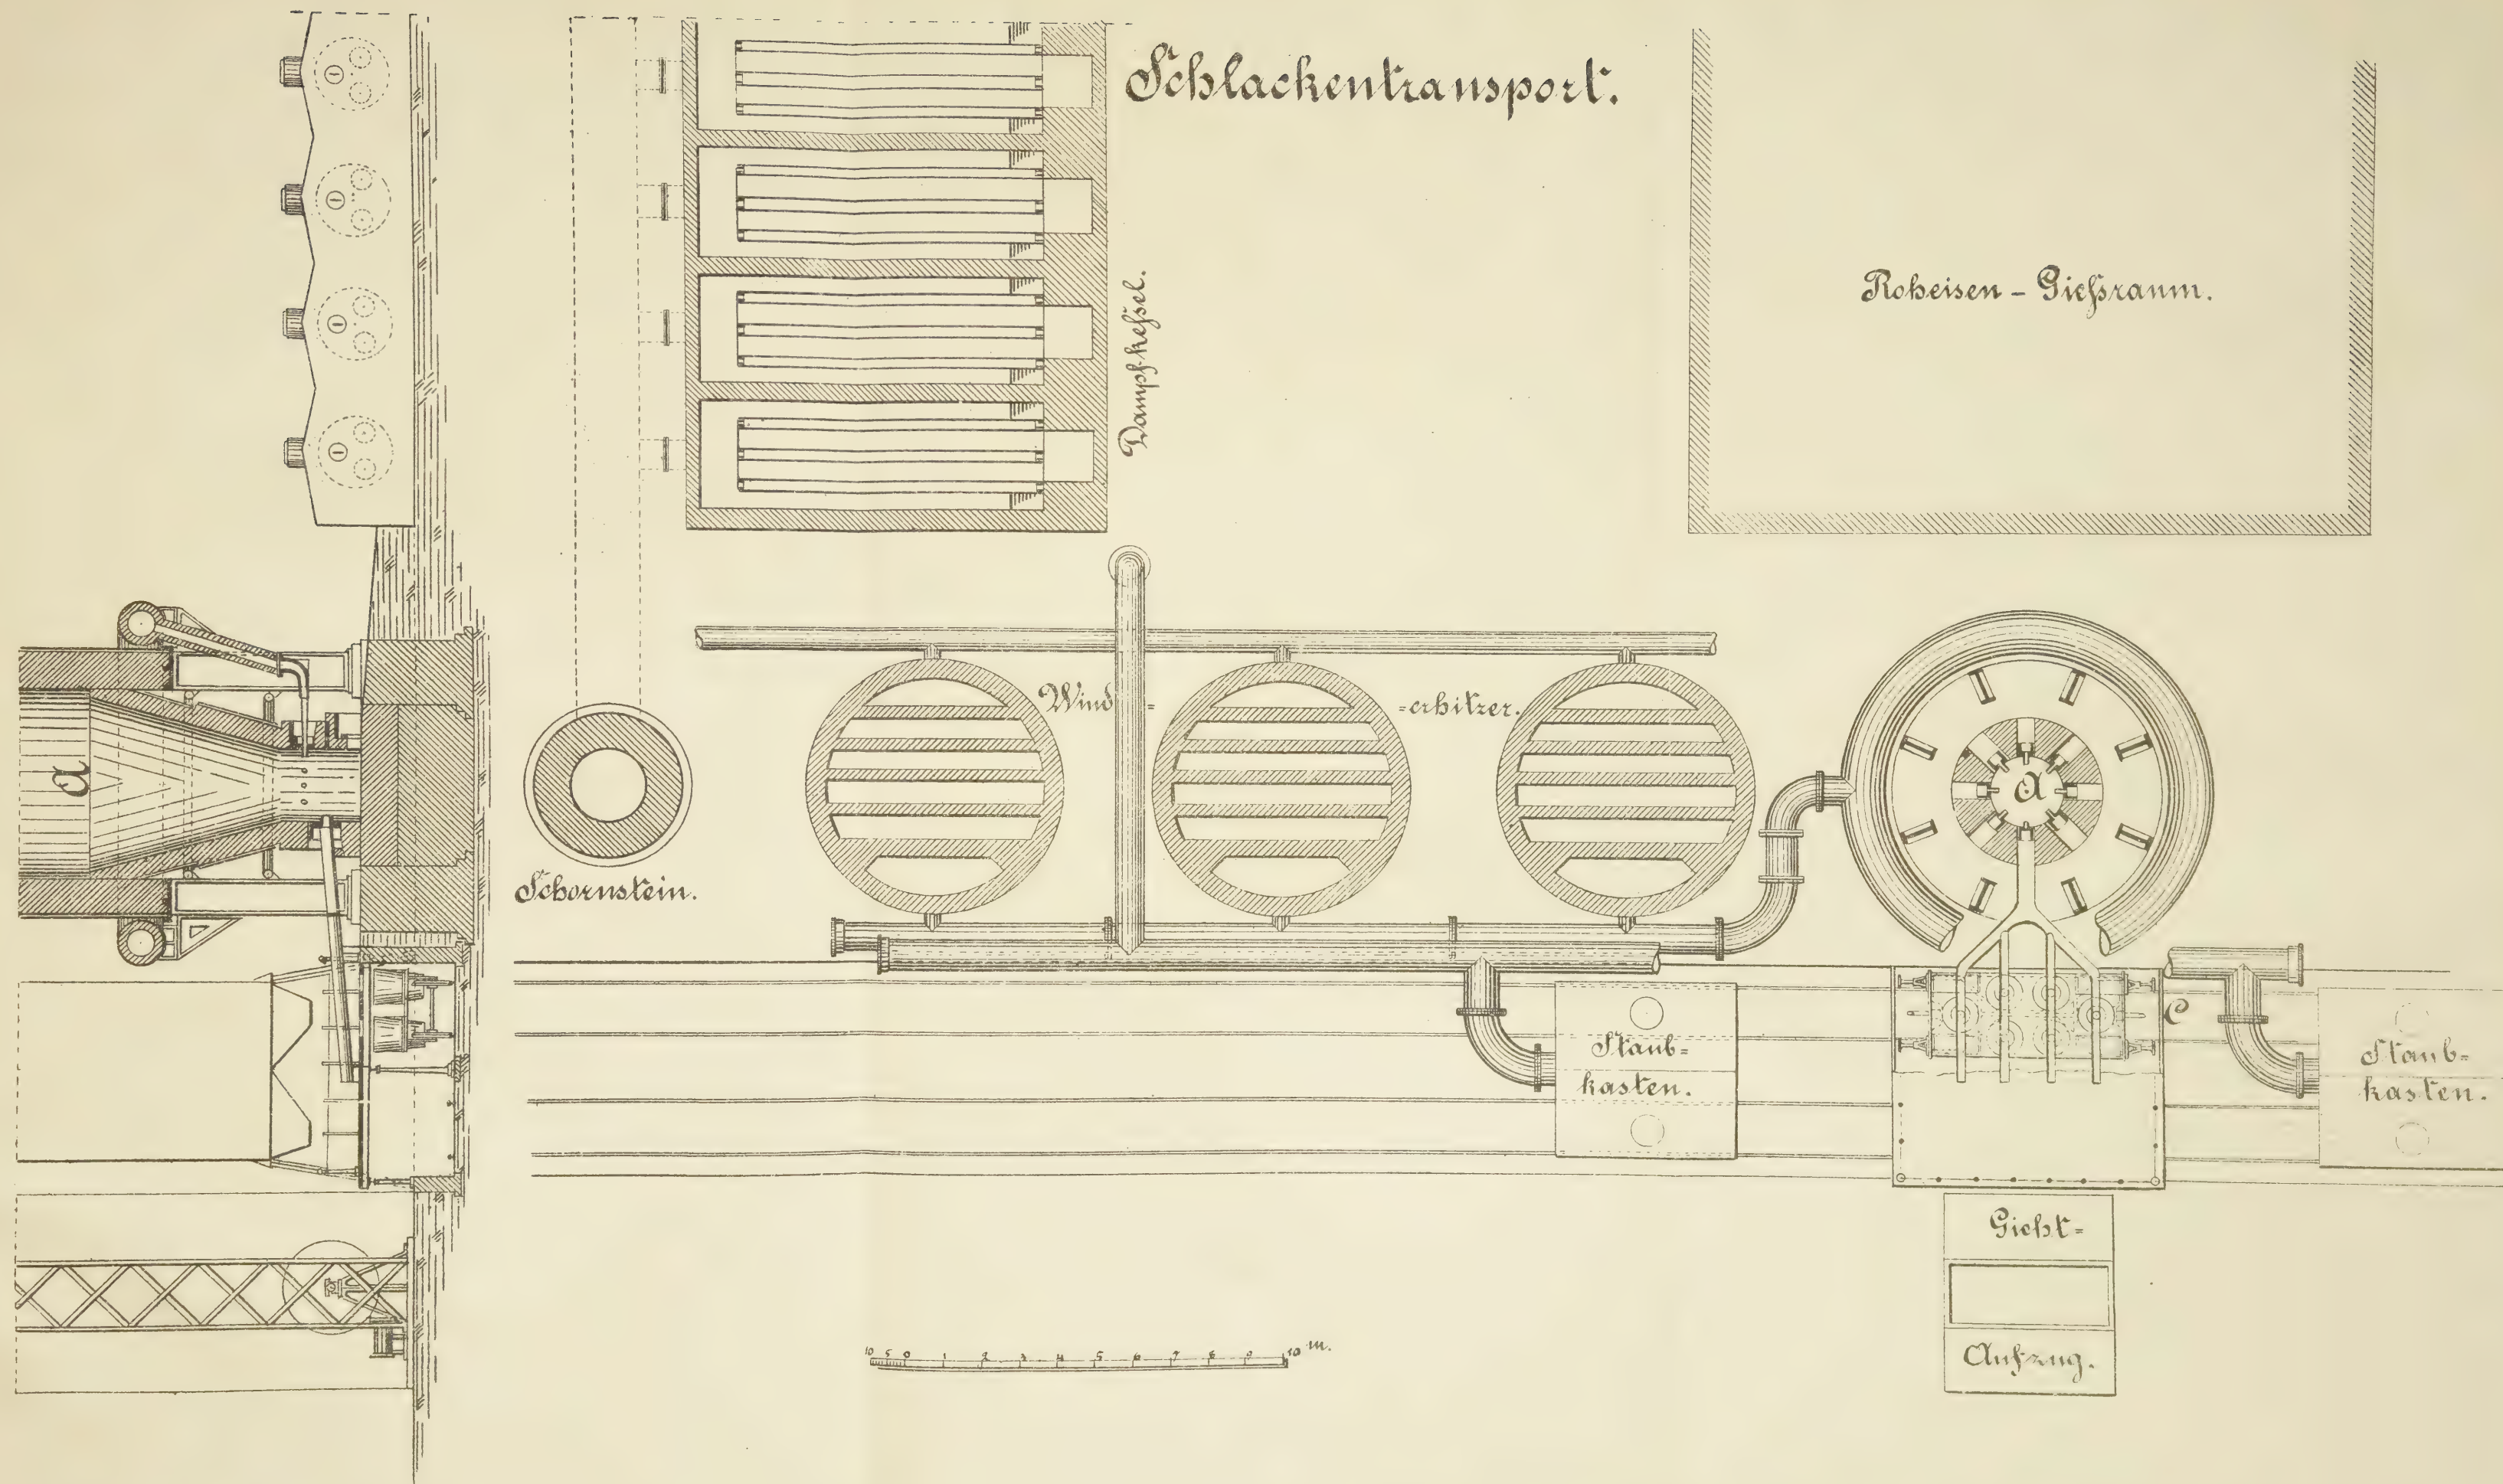 Schlackentransport.
Roheisen - Gießraum.
Dampfkeßel.
Wind=
=erhitzer.
a
a
Schornstein.
C
Staub=
kasten.
Staub=
kasten.
Gicht=
Aufzug.
10 5 0 1 2 3 4 5 6 7 8 9 10 m.